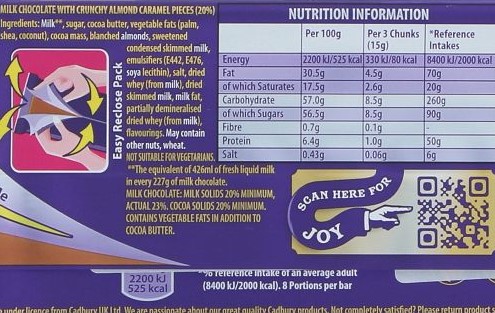 MILK CHOCOLATE WITH CRUNCHY ALMOND CARAMEL PIECES (20%)
Ingredients: Milk**, sugar, cocoa butter, vegetable fats (palm,
shea, coconut), cocoa mass, blanched almonds, sweetened
condensed skimmed milk,
emulsifiers (E442, E476,
soya lecithin), salt, dried
whey (from milk), dried
skimmed milk, milk fat,
partially demineralised
dried whey (from milk),
flavourings. May contain
other nuts, wheat.
NOT SUITABLE FOR VEGETARIANS.
**The equivalent of 426ml of fresh liquid milk
in every 227g of milk chocolate.
MILK CHOCOLATE: MILK SOLIDS 20% MINIMUM,
ACTUAL 23%. COCOA SOLIDS 20% MINIMUM.
CONTAINS VEGETABLE FATS IN ADDITION TO
COCOA BUTTER.
Easy Reclose Pack
NUTRITION INFORMATION
Per 100g Per 3 Chunks (15g) *Reference Intakes
Energy 2200 kJ/525 kcal 330 kJ/80 kcal 8400 kJ/2000 kcal
Fat 30.5g 4.5g 70g
of which Saturates 17.5g 2.6g 20g
Carbohydrate 57.0g 8.5g 260g
of which Sugars 56.5g 8.5g 90g
Fibre 0.7g 0.1g -
Protein 6.4g 1.0g 50g
Salt 0.43g 0.06g 6g
SCAN HERE FOR
JOY
2200 kJ
525 kcal
*% reference intake of an average adult
(8400 kJ/2000 kcal). 8 Portions per bar
under licence from Cadbury UK Ltd. We are passionate about our great quality Cadbury products. Not completely satisfied? Please return product